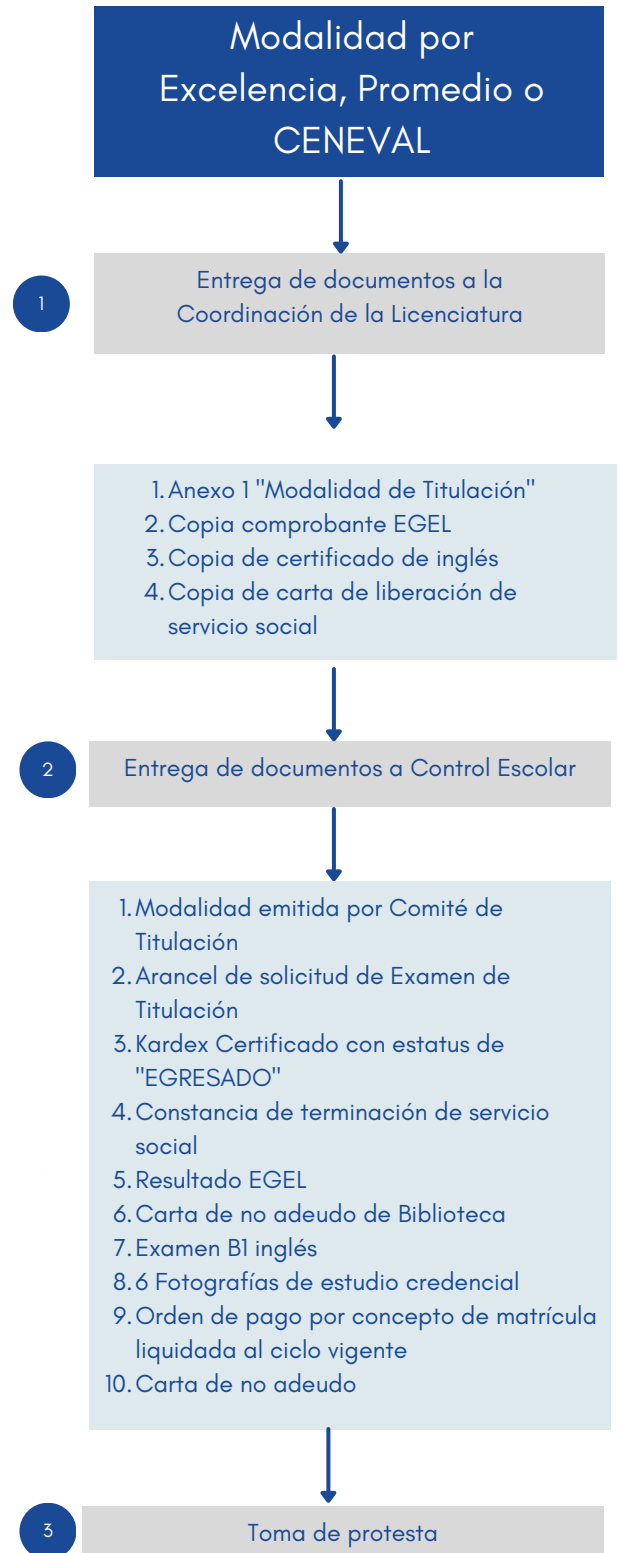 Modalidad por
Excelencia, Promedio o
CENEVAL
1
Entrega de documentos a la
Coordinación de la Licenciatura
1. Anexo 1 "Modalidad de Titulación"
2. Copia comprobante EGEL
3. Copia de certificado de inglés
4. Copia de carta de liberación de
servicio social
2
Entrega de documentos a Control Escolar
1. Modalidad emitida por Comité de
Titulación
2. Arancel de solicitud de Examen de
Titulación
3. Kardex Certificado con estatus de
"EGRESADO"
4. Constancia de terminación de servicio
social
5. Resultado EGEL
6. Carta de no adeudo de Biblioteca
7. Examen B1 inglés
8. 6 Fotografías de estudio credencial
9. Orden de pago por concepto de matrícula
liquidada al ciclo vigente
10. Carta de no adeudo
3
Toma de protesta